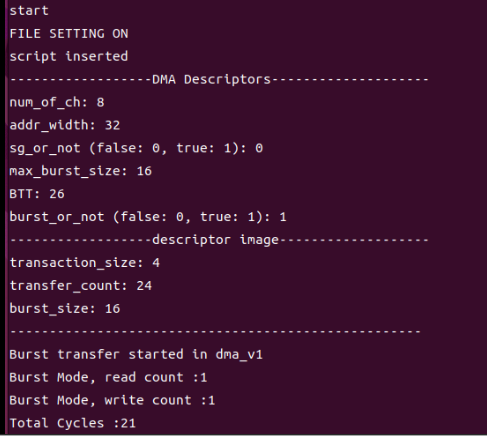 start
FILE SETTING ON
script inserted
------------------DMA Descriptors--------------------
num_of_ch: 8
addr_width: 32
sg_or_not (false: 0, true: 1): 0
max_burst_size: 16
BTT: 26
burst_or_not (false: 0, true: 1): 1
------------------descriptor image-------------------
transaction_size: 4
transfer_count: 24
burst_size: 16
----------------------------------------------------
Burst transfer started in dma_v1
Burst Mode, read count :1
Burst Mode, write count :1
Total Cycles :21